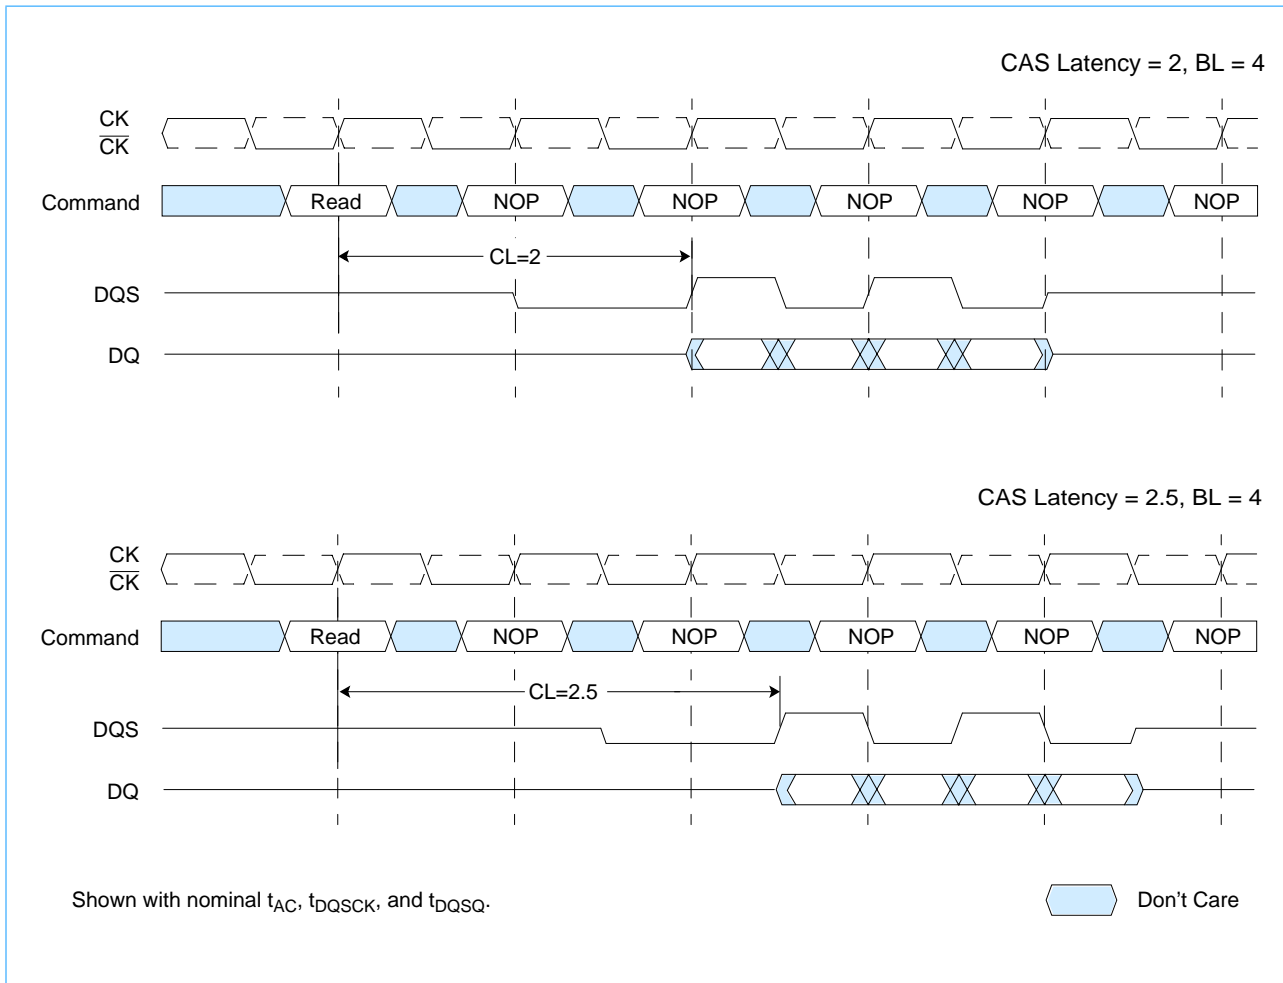 CAS Latency = 2, BL = 4
CK
CK
Command
Read
NOP
NOP
NOP
NOP
NOP
CL=2
DQS
DQ
CAS Latency = 2.5, BL = 4
CK
CK
Command
Read
NOP
NOP
NOP
NOP
NOP
CL=2.5
DQS
DQ
Shown with nominal tAC, tDQSCK, and tDQSQ.
Don't Care